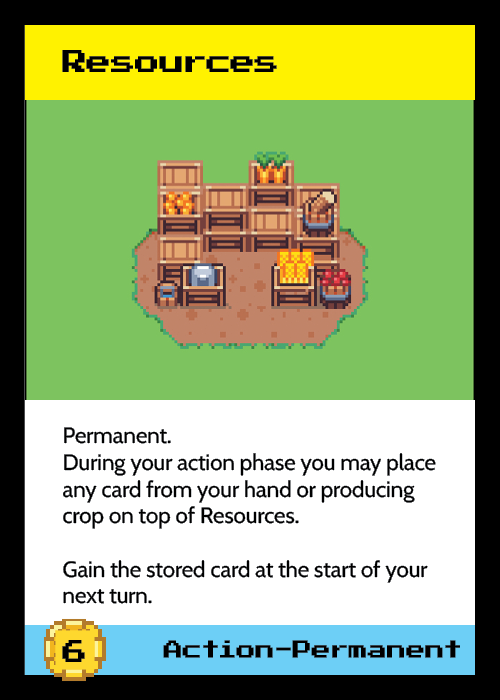 Resources
Permanent.
During your action phase you may place
any card from your hand or producing
crop on top of Resources.
Gain the stored card at the start of your
next turn.
6
Action-Permanent